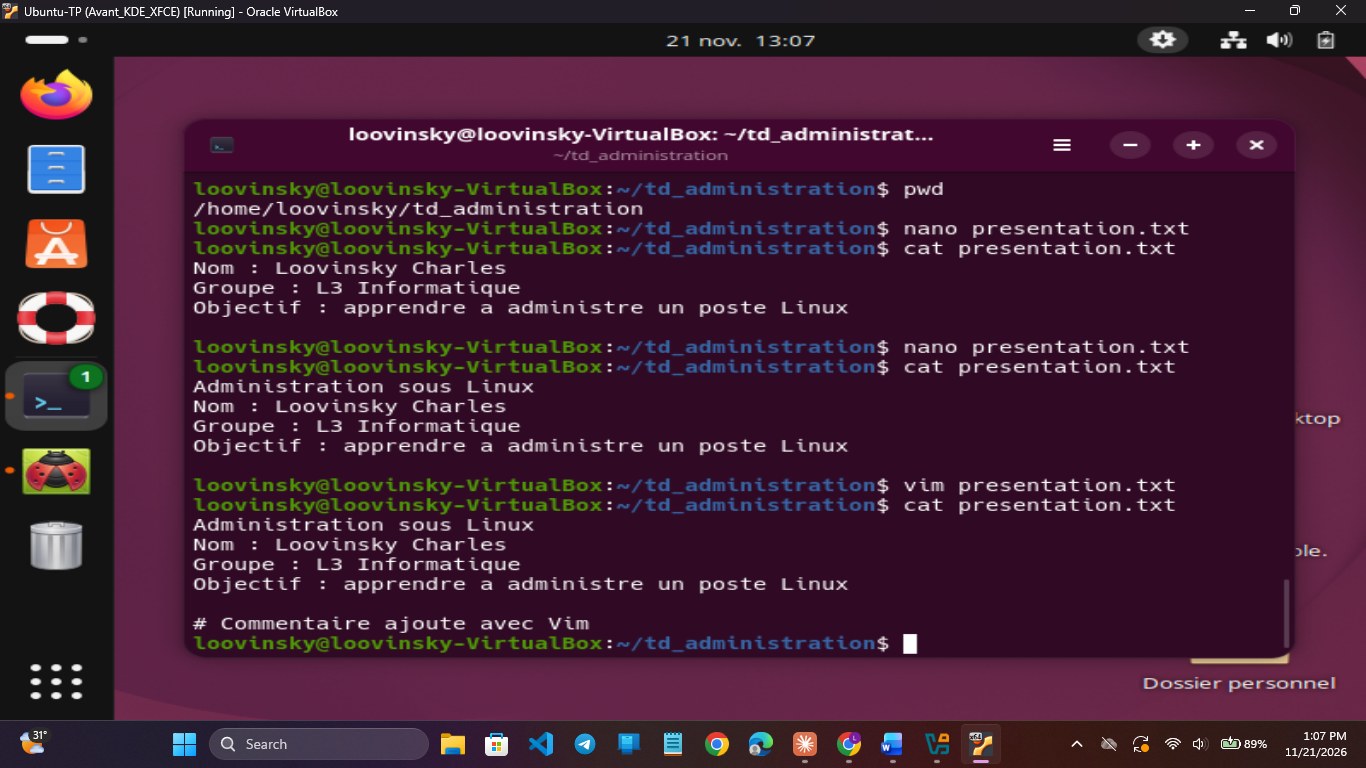 Ubuntu-TP (Avant_KDE_XFCE) [Running] - Oracle VirtualBox
21 nov. 13:07
loovinsky@loovinsky-VirtualBox: ~/td_administrat...
~/td_administration
loovinsky@loovinsky-VirtualBox:~/td_administration$ pwd
/home/loovinsky/td_administration
loovinsky@loovinsky-VirtualBox:~/td_administration$ nano presentation.txt
loovinsky@loovinsky-VirtualBox:~/td_administration$ cat presentation.txt
Nom : Loovinsky Charles
Groupe : L3 Informatique
Objectif : apprendre a administre un poste Linux
loovinsky@loovinsky-VirtualBox:~/td_administration$ nano presentation.txt
loovinsky@loovinsky-VirtualBox:~/td_administration$ cat presentation.txt
Administration sous Linux
Nom : Loovinsky Charles
Groupe : L3 Informatique
Objectif : apprendre a administre un poste Linux
loovinsky@loovinsky-VirtualBox:~/td_administration$ vim presentation.txt
loovinsky@loovinsky-VirtualBox:~/td_administration$ cat presentation.txt
Administration sous Linux
Nom : Loovinsky Charles
Groupe : L3 Informatique
Objectif : apprendre a administre un poste Linux
# Commentaire ajoute avec Vim
loovinsky@loovinsky-VirtualBox:~/td_administration$
1
ktop
ble.
Dossier personnel
31°
Search
89%
1:07 PM
11/21/2026